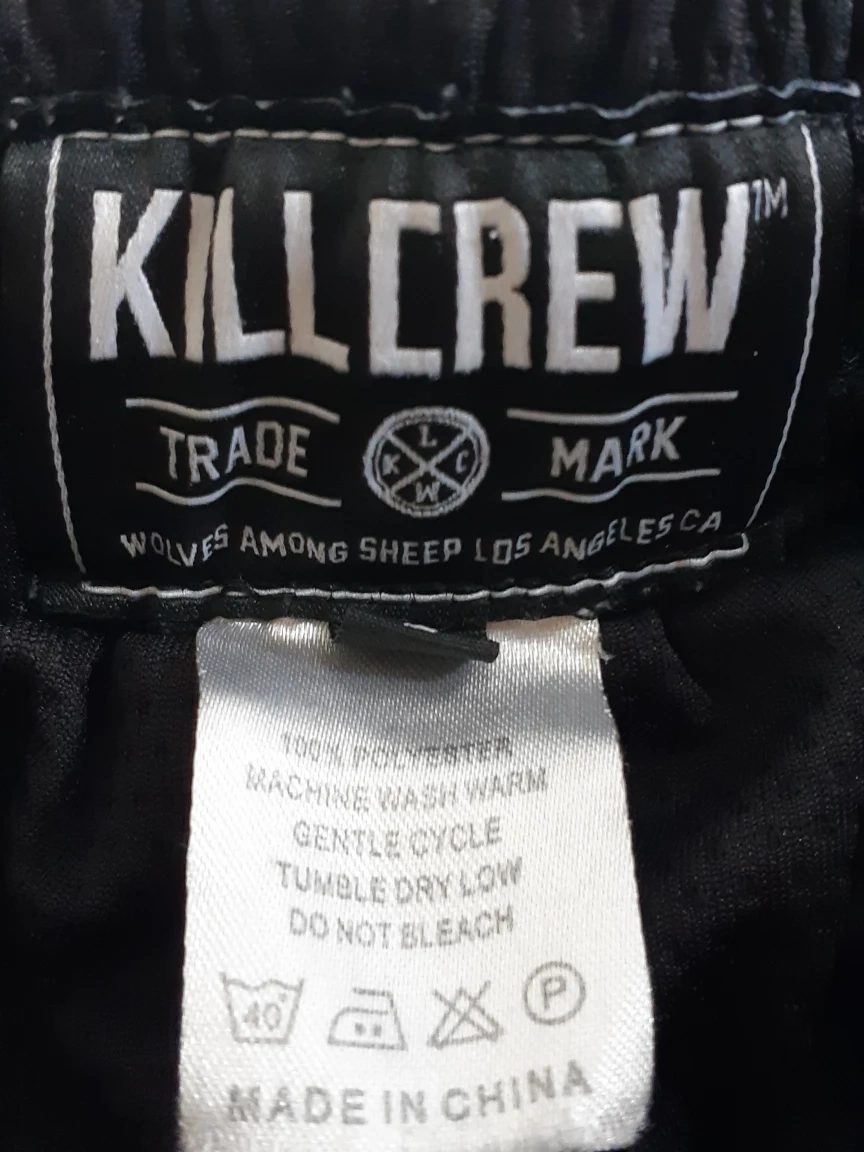 KILLCREW™
TRADE MARK
L
K C
W
WOLVES AMONG SHEEP LOS ANGELES CA
100% POLYESTER
MACHINE WASH WARM
GENTLE CYCLE
TUMBLE DRY LOW
DO NOT BLEACH
40 P
MADE IN CHINA